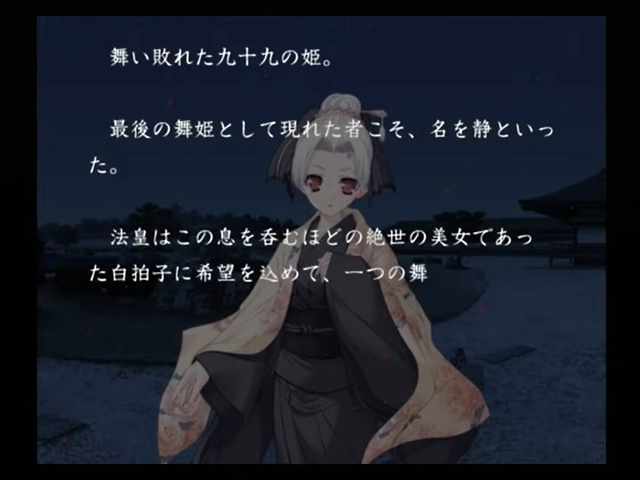 舞い敗れた九十九の姫。
最後の舞姫として現れた者こそ、名を静といっ
た。
法皇はこの息を呑むほどの絶世の美女であっ
た白拍子に希望を込めて、一つの舞